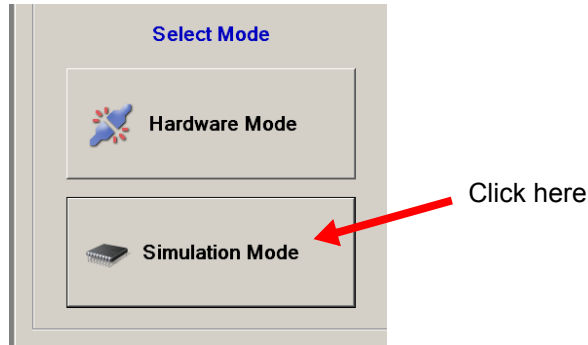 Select Mode
Hardware Mode
Click here
Simulation Mode